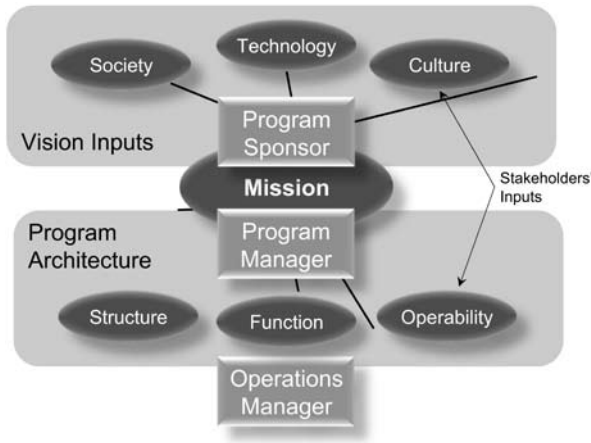 Technology
Society
Culture
Program
Sponsor
Vision Inputs
Mission
Stakeholders
Inputs
Program
Architecture
Program
Manager
Structure
Function
Operability
Operations
Manager